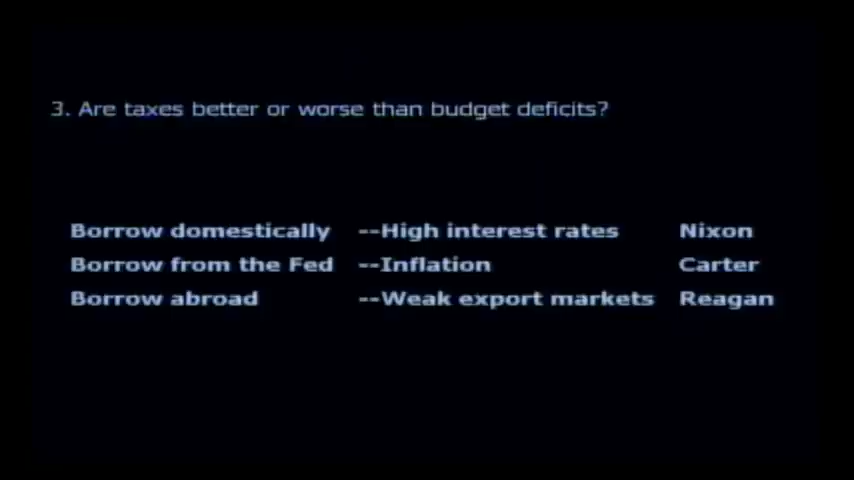 3. Are taxes better or worse than budget deficits?
Borrow domestically --High interest rates Nixon
Borrow from the Fed --Inflation Carter
Borrow abroad --Weak export markets Reagan